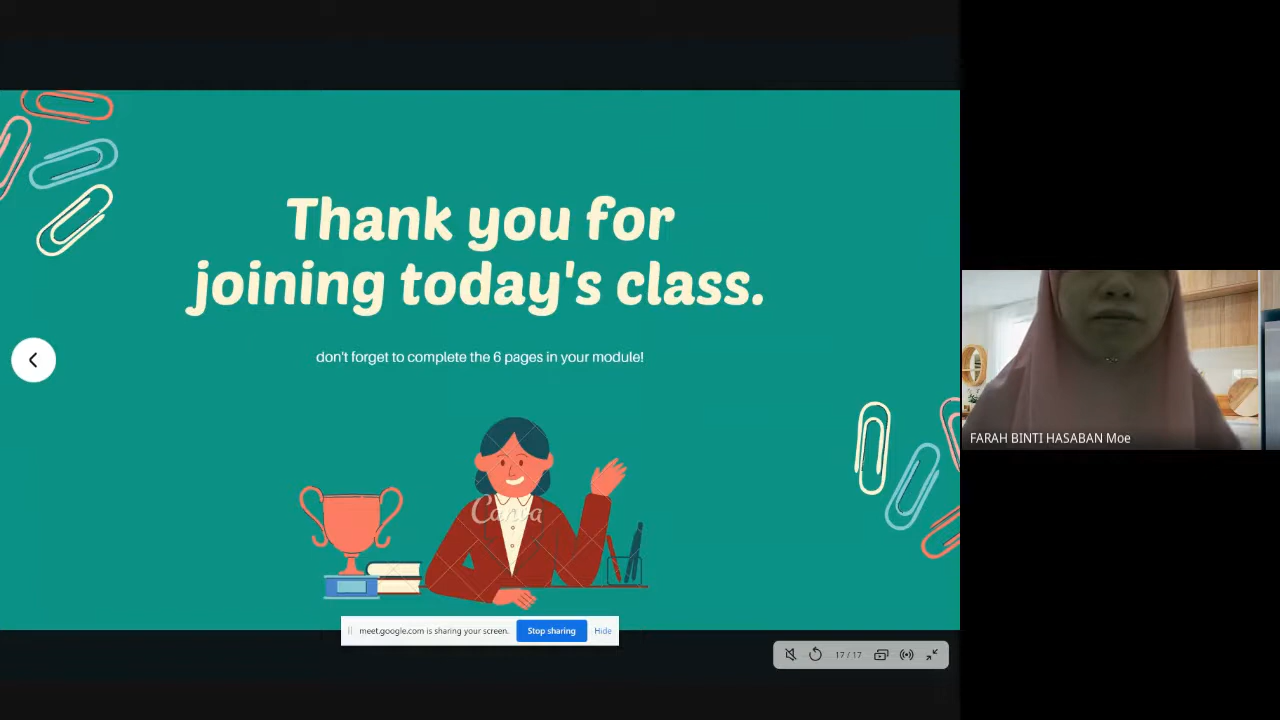 Thank you for
joining today's class.
don't forget to complete the 6 pages in your module!
Canva
meet.google.com is sharing your screen.
Stop sharing
Hide
17 / 17
FARAH BINTI HASABAN Moe